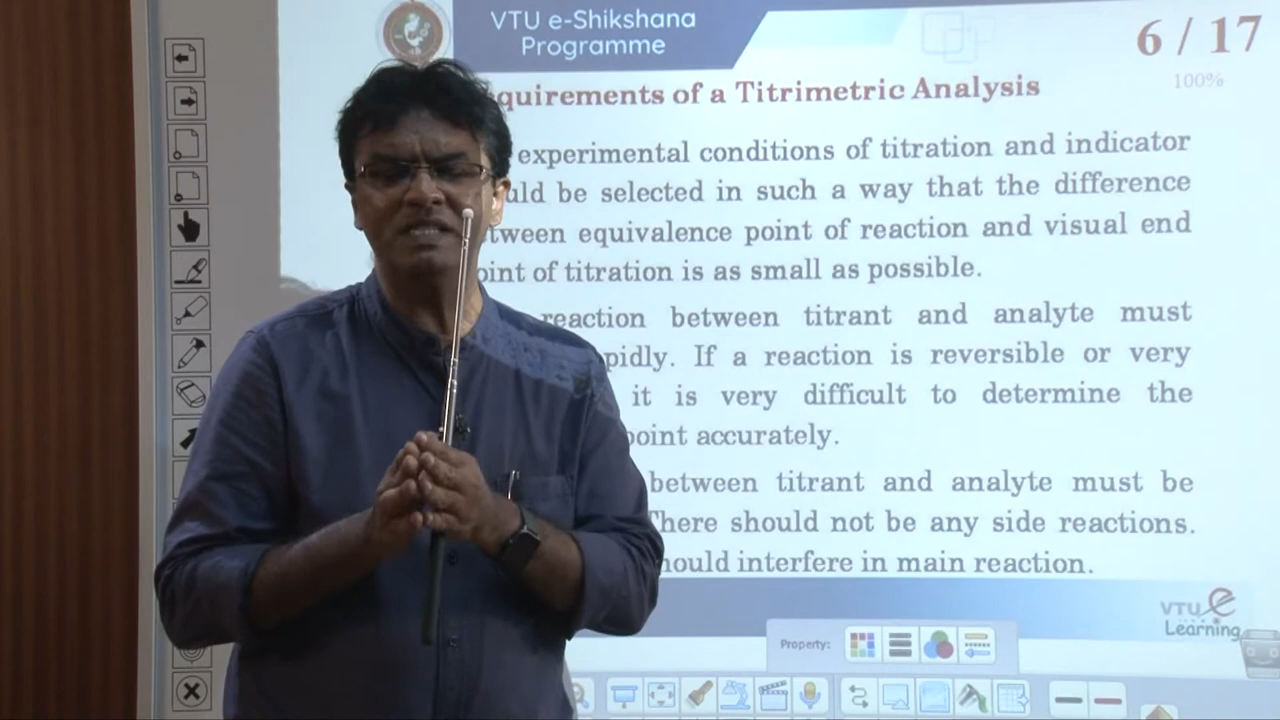 VTU e-Shikshana
Programme
6 / 17
100%
quirements of a Titrimetric Analysis
experimental conditions of titration and indicator
uld be selected in such a way that the difference
tween equivalence point of reaction and visual end
oint of titration is as small as possible.
reaction between titrant and analyte must
pidly. If a reaction is reversible or very
it is very difficult to determine the
point accurately.
between titrant and analyte must be
There should not be any side reactions.
hould interfere in main reaction.
VTU e
Learning
Property: